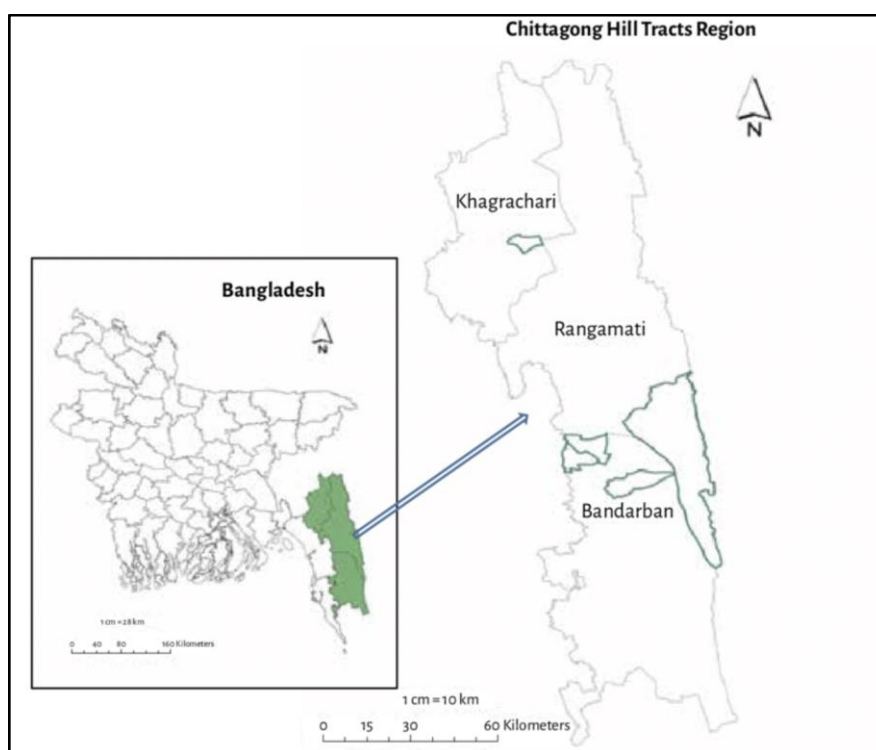 Chittagong Hill Tracts Region
N
Khagrachari
Rangamati
Bandarban
Bangladesh
N
1 cm = 28 km
0 40 80 160 Kilometers
1 cm = 10 km
0 15 30 60 Kilometers